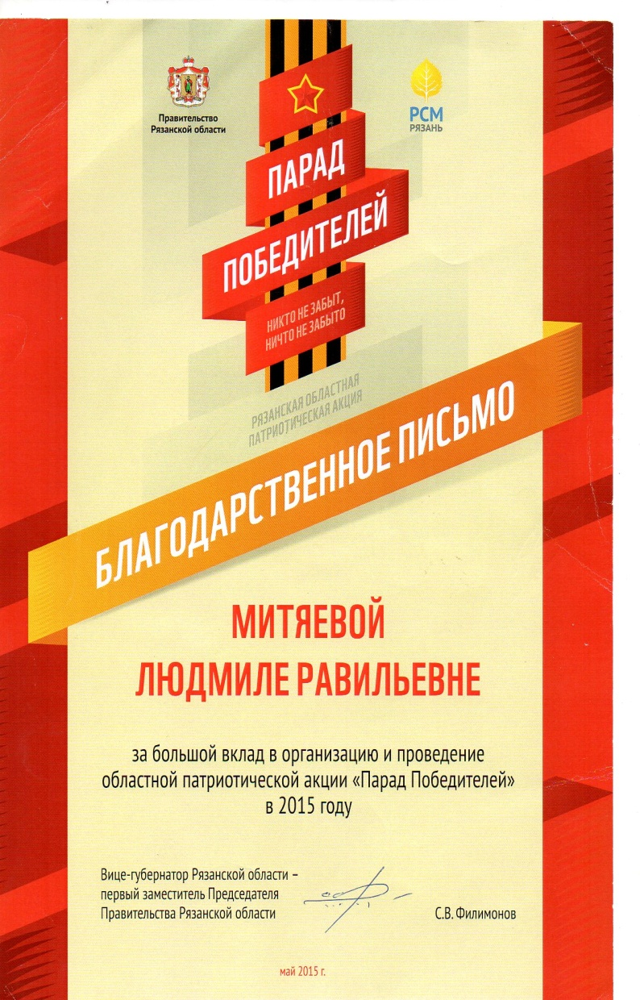 Правительство
Рязанской области
РСМ
РЯЗАНЬ
ПАРАД
ПОБЕДИТЕЛЕЙ
НИКТО НЕ ЗАБЫТ,
НИЧТО НЕ ЗАБЫТО
РЯЗАНСКАЯ ОБЛАСТНАЯ
ПАТРИОТИЧЕСКАЯ АКЦИЯ
БЛАГОДАРСТВЕННОЕ ПИСЬМО
МИТЯЕВОЙ
ЛЮДМИЛЕ РАВИЛЬЕВНЕ
за большой вклад в организацию и проведение
областной патриотической акции «Парад Победителей»
в 2015 году
Вице-губернатор Рязанской области –
первый заместитель Председателя
Правительства Рязанской области
С.В. Филимонов
май 2015 г.